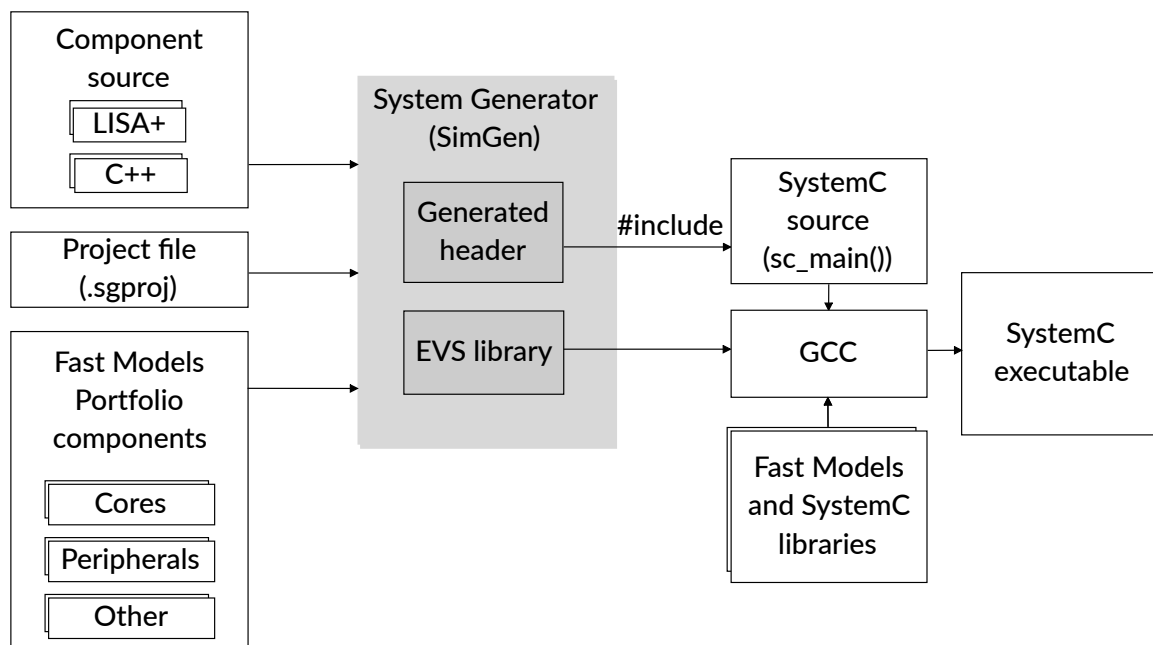 Component
source
LISA+
C++
Project file
(.sgproj)
Fast Models
Portfolio
components
Cores
Peripherals
Other
System Generator
(SimGen)
Generated
header
EVS library
#include
SystemC
source
(sc_main())
GCC
Fast Models
and SystemC
libraries
SystemC
executable